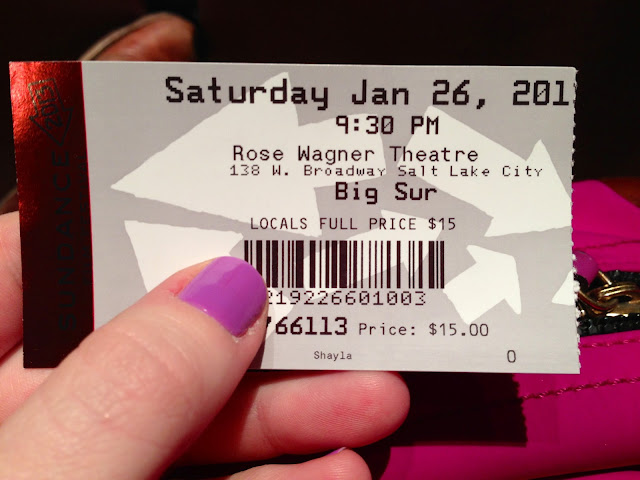 SUNDANCE
Saturday Jan 26, 201
9:30 PM
Rose Wagner Theatre
138 W. Broadway Salt Lake City
Big Sur
LOCALS FULL PRICE $15
219226601003
766113 Price: $15.00
Shayla 0